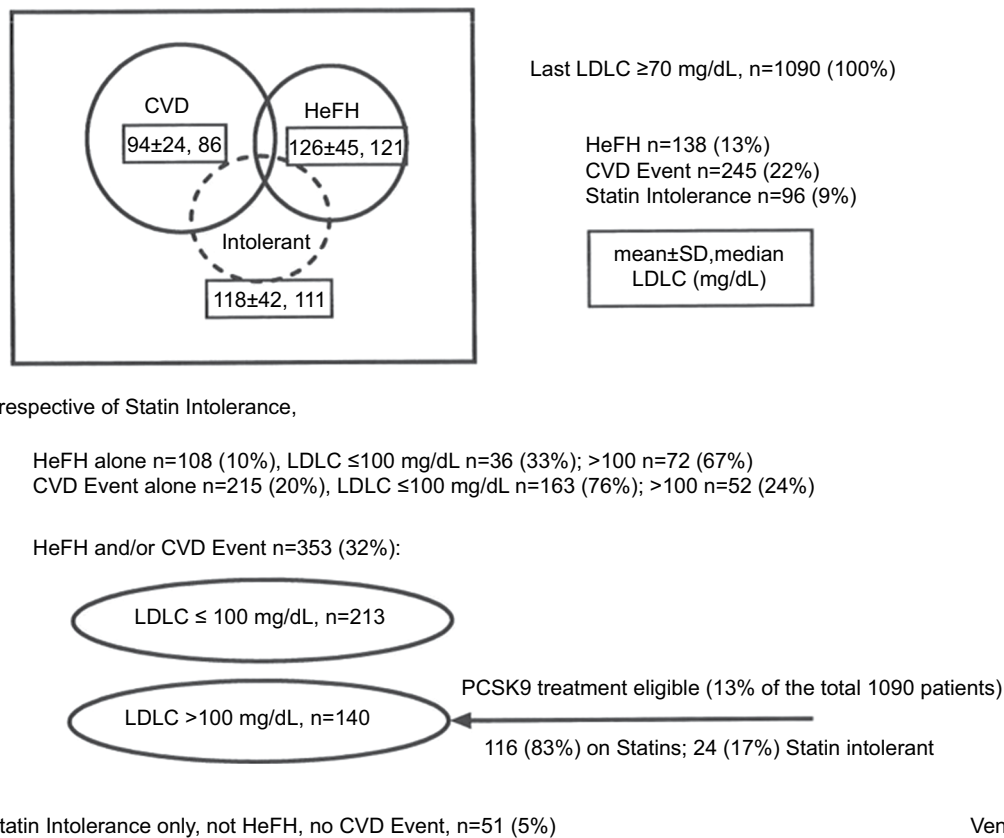 CVD
94±24, 86
HeFH
126±45, 121
Intolerant
118±42, 111
Last LDLC ≥70 mg/dL, n=1090 (100%)
HeFH n=138 (13%)
CVD Event n=245 (22%)
Statin Intolerance n=96 (9%)
mean±SD,median
LDLC (mg/dL)
respective of Statin Intolerance,
HeFH alone n=108 (10%), LDLC ≤100 mg/dL n=36 (33%); >100 n=72 (67%)
CVD Event alone n=215 (20%), LDLC ≤100 mg/dL n=163 (76%); >100 n=52 (24%)
HeFH and/or CVD Event n=353 (32%):
LDLC ≤ 100 mg/dL, n=213
LDLC >100 mg/dL, n=140
PCSK9 treatment eligible (13% of the total 1090 patients)
116 (83%) on Statins; 24 (17%) Statin intolerant
tatin Intolerance only, not HeFH, no CVD Event, n=51 (5%)
Ven